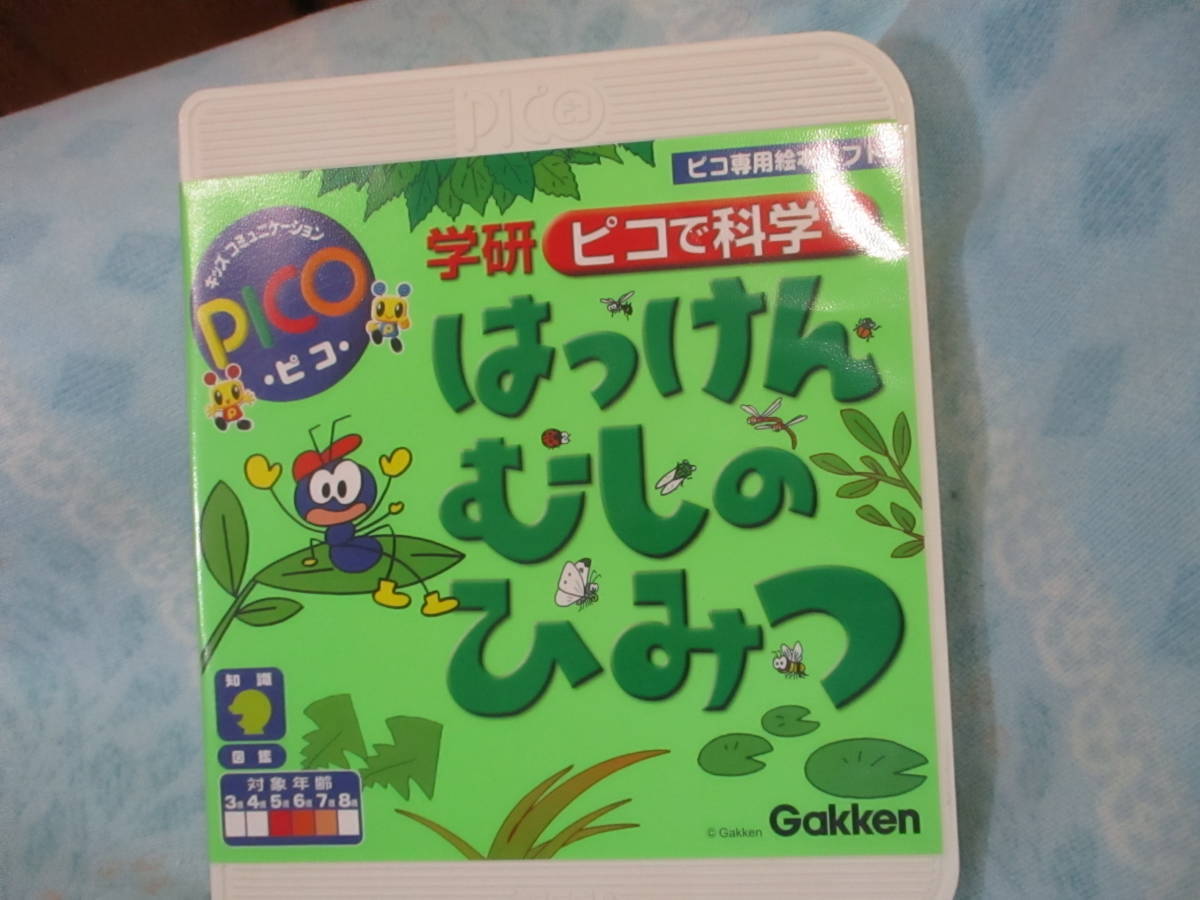 pico
ピコ専用絵本ソフト
キッズ コミュニケーション
PICO
・ピコ・
学研 ピコで科学
はっけん
むしの
ひみつ
知識
図鑑
対象年齢
3歳 4歳 5歳 6歳 7歳 8歳
© Gakken Gakken